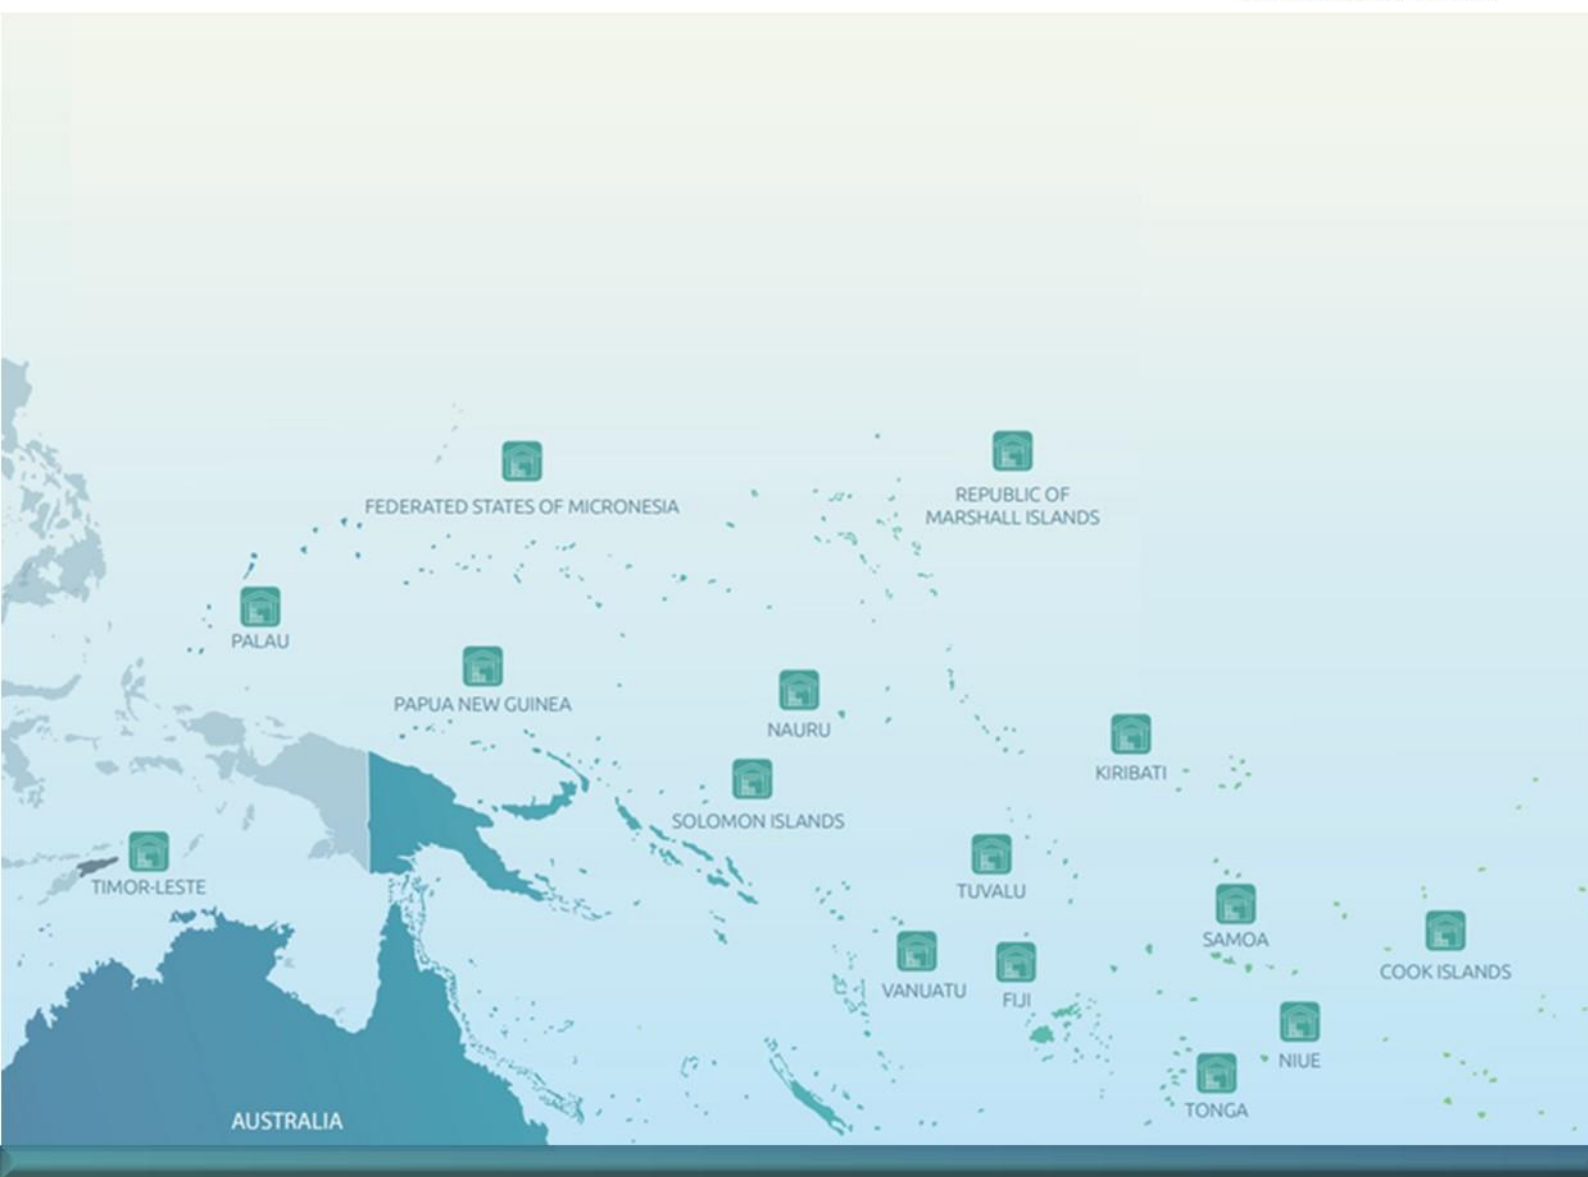 FEDERATED STATES OF MICRONESIA
REPUBLIC OF
MARSHALL ISLANDS
PALAU
PAPUA NEW GUINEA
NAURU
KIRIBATI
SOLOMON ISLANDS
TIMOR-LESTE
TUVALU
SAMOA
COOK ISLANDS
VANUATU
FIJI
NIUE
TONGA
AUSTRALIA